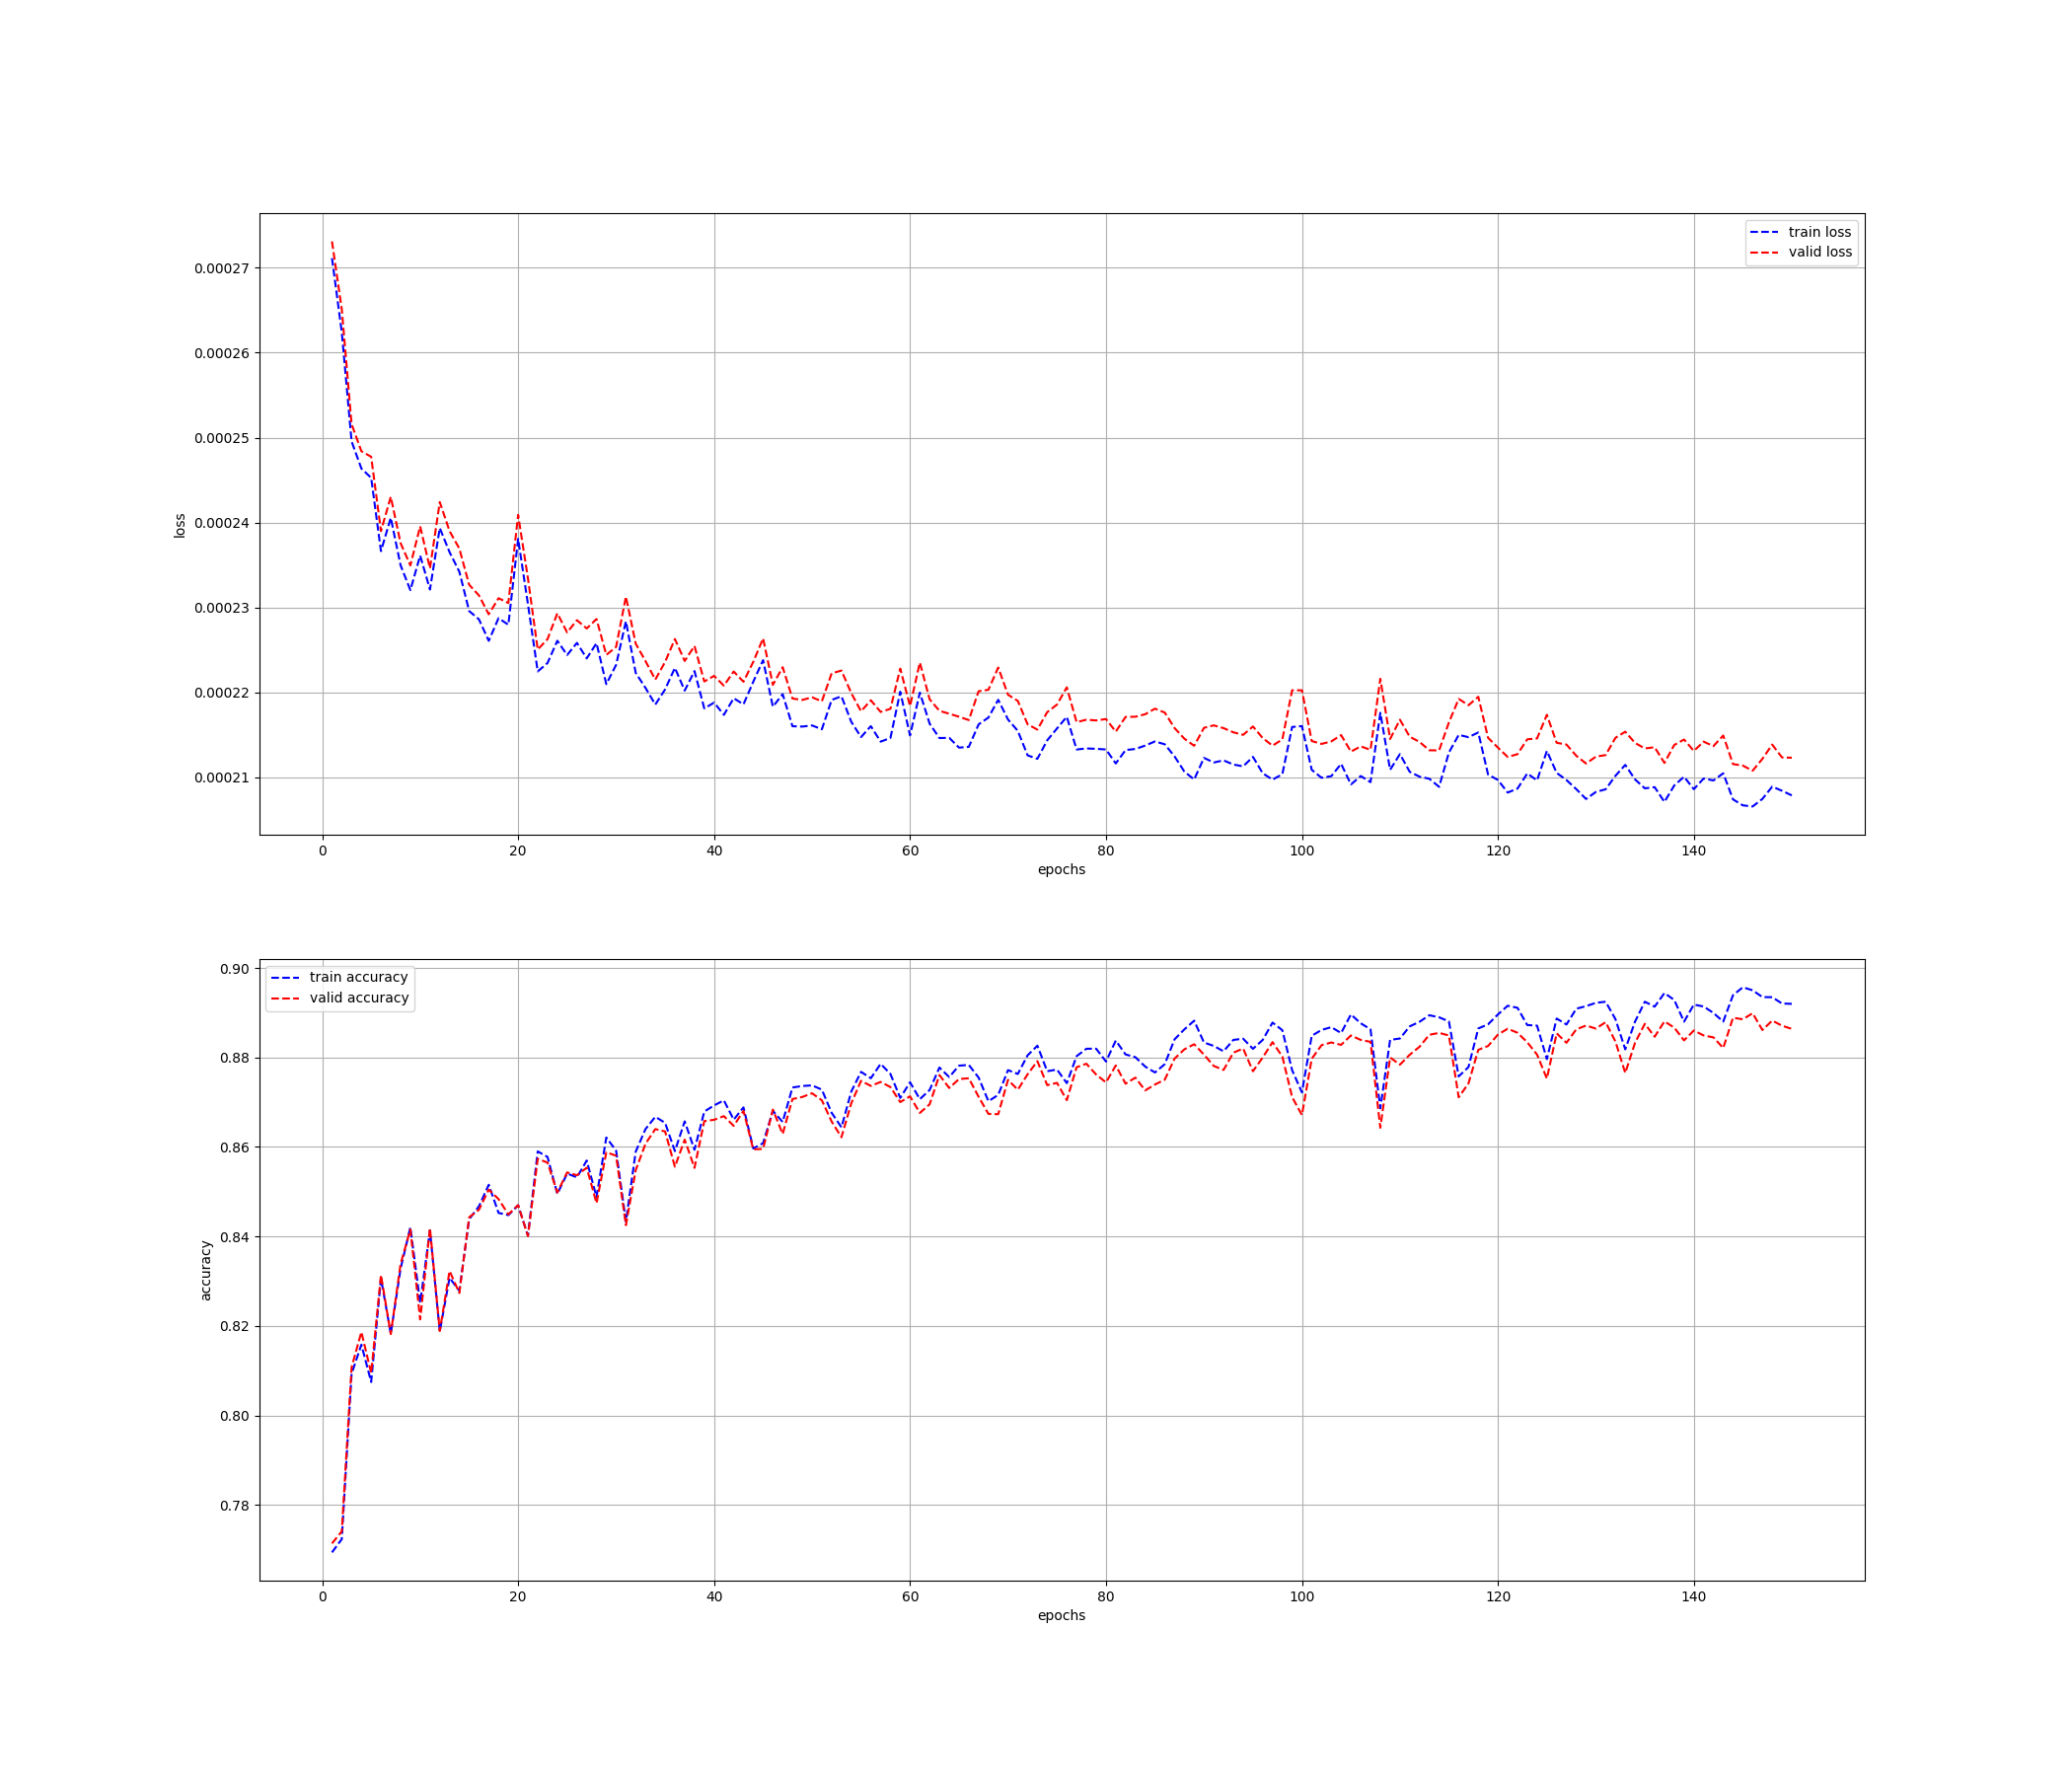 train loss
valid loss
0.00027
0.00026
0.00025
0.00024
0.00023
0.00022
0.00021
loss
0 20 40 60 80 100 120 140
epochs
train accuracy
valid accuracy
0.90
0.88
0.86
0.84
0.82
0.80
0.78
accuracy
0 20 40 60 80 100 120 140
epochs